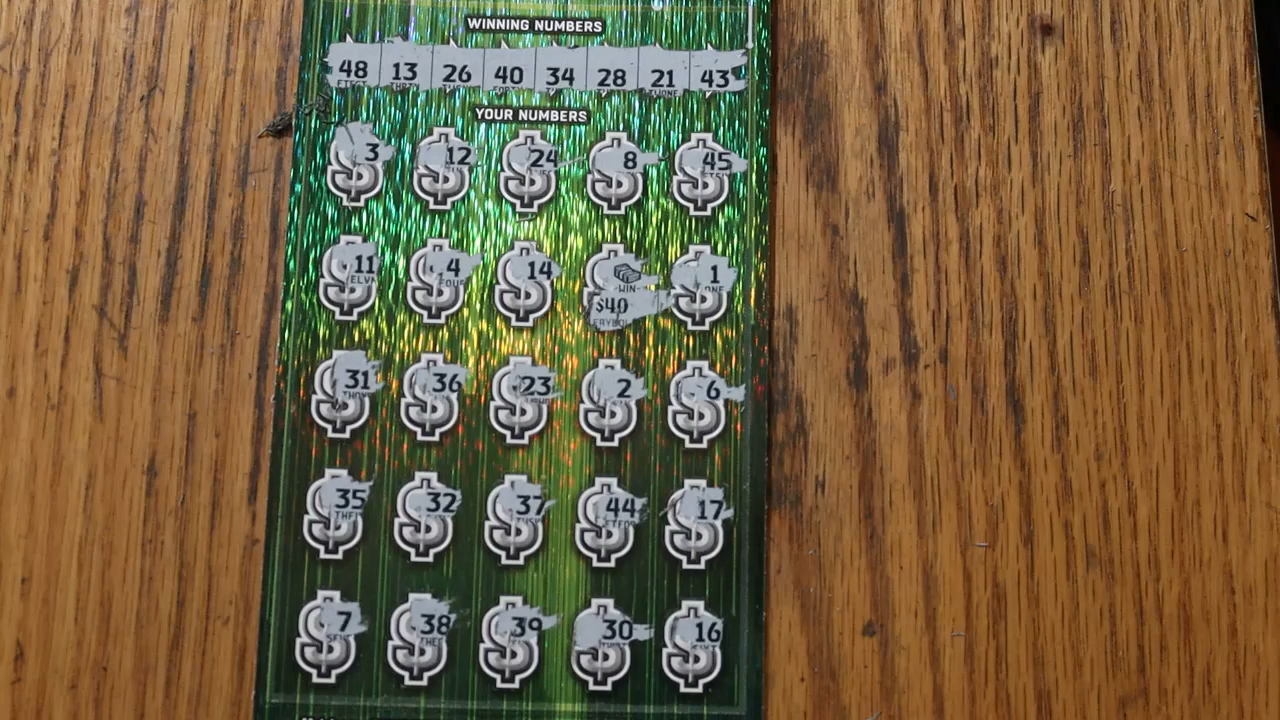 WINNING NUMBERS
48 13 26 40 34 28 21 43
YOUR NUMBERS
3 12 24 8 45
11 4 14 WIN 1
ONE
$40
31 36 23 2 6
35 32 37 44 17
7 38 39 30 16